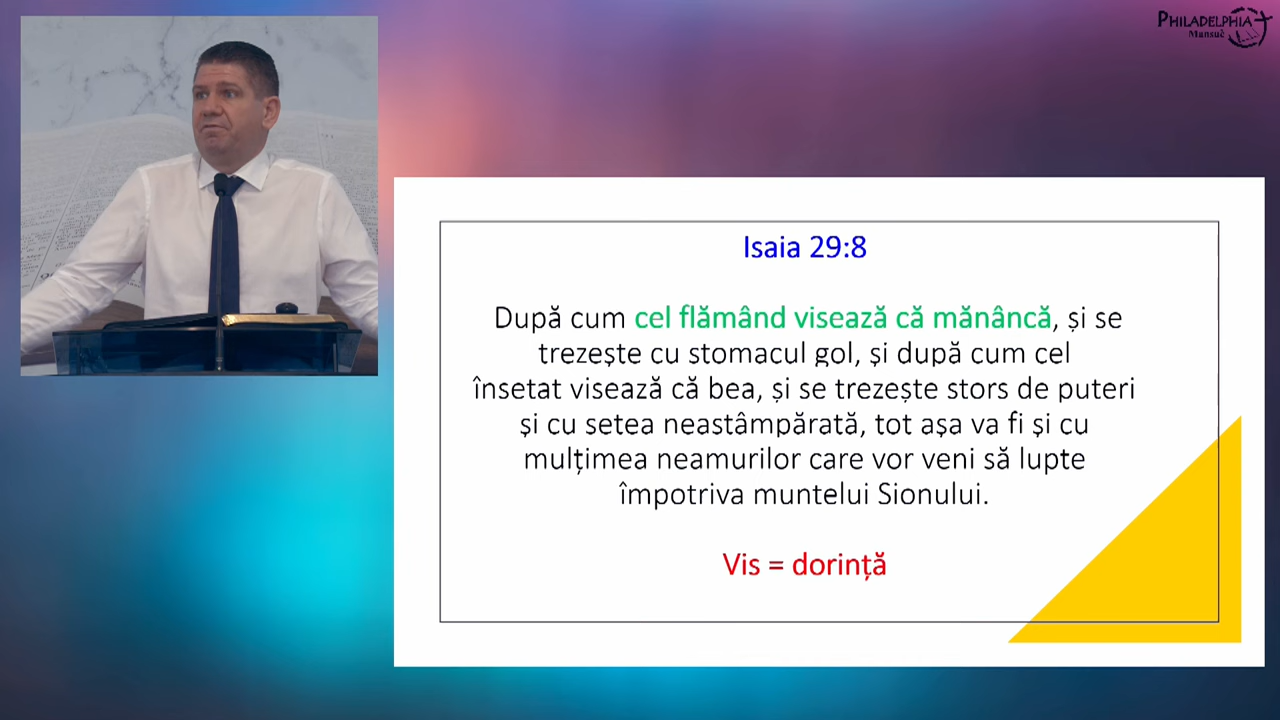 PHILADELPHIA
Mansuè
Isaia 29:8
După cum cel flămând visează că mănâncă, și se
trezește cu stomacul gol, și după cum cel
însetat visează că bea, și se trezește stors de puteri
și cu setea neastâmpărată, tot așa va fi și cu
mulțimea neamurilor care vor veni să lupte
împotriva muntelui Sionului.
Vis = dorință